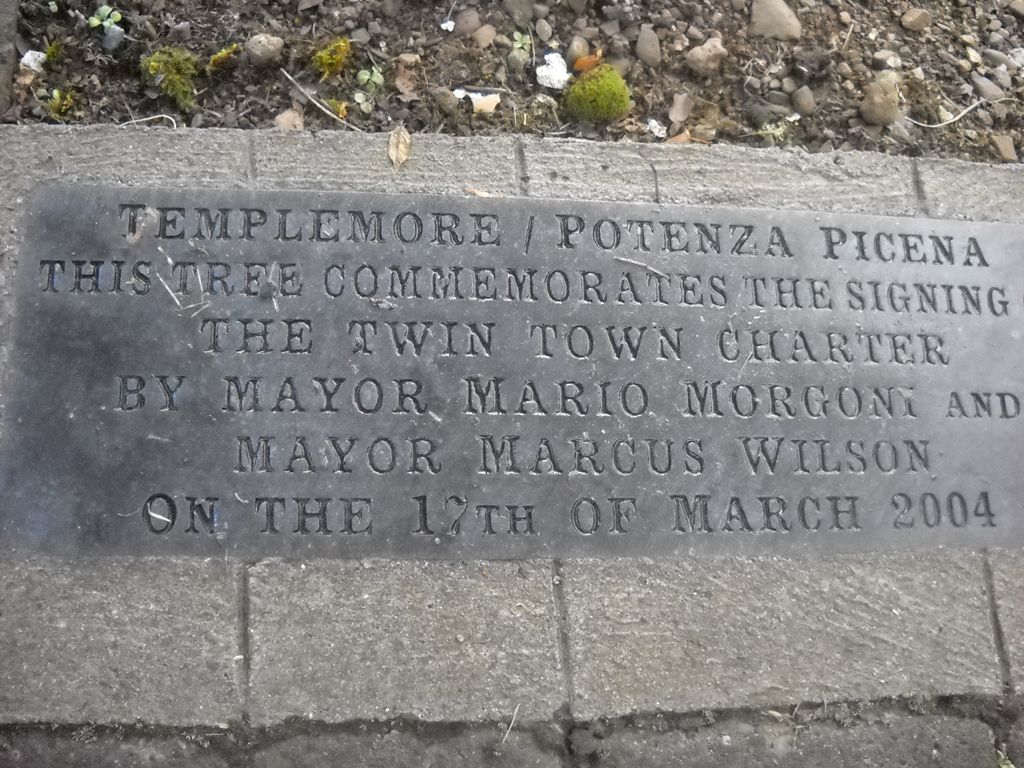 TEMPLEMORE / POTENZA PICENA
THIS TREE COMMEMORATES THE SIGNING
THE TWIN TOWN CHARTER
BY MAYOR MARIO MORGONI AND
MAYOR MARCUS WILSON
ON THE 17TH OF MARCH 2004